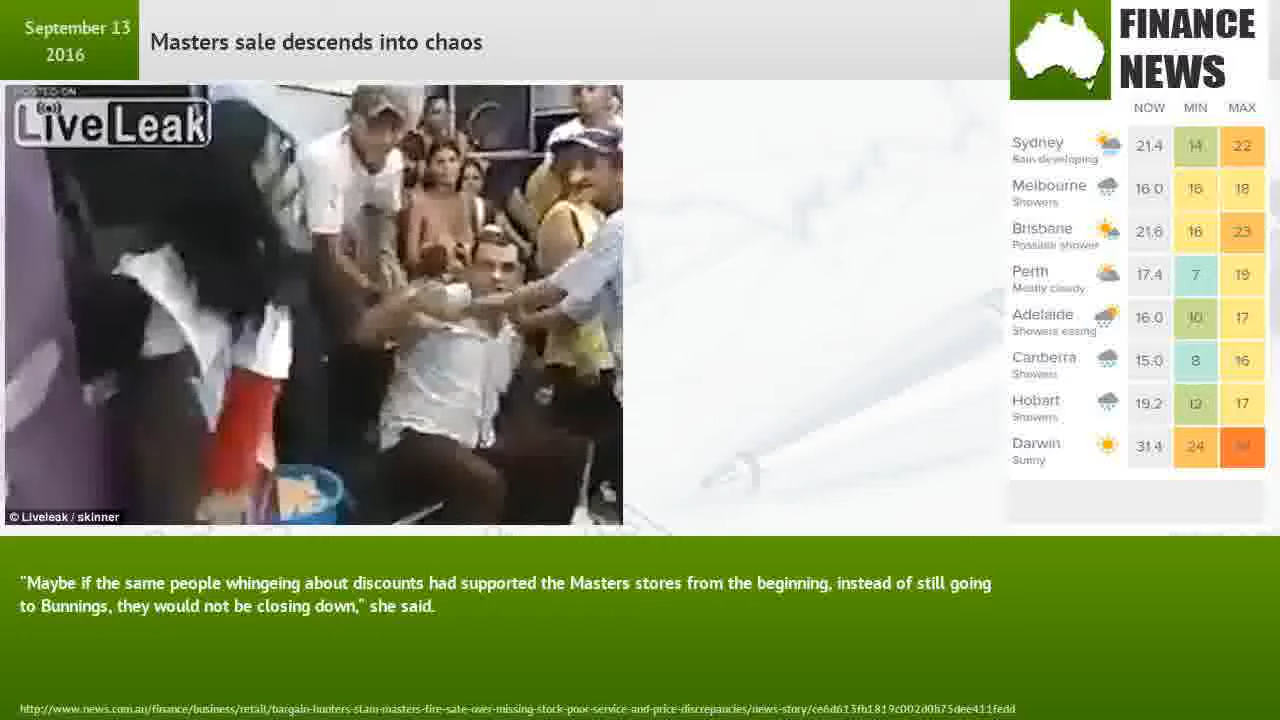 September 13
2016
Masters sale descends into chaos
FINANCE
NEWS
HOSTED ON
LiveLeak
© Liveleak / skinner
NOW MIN MAX
Sydney 21.4 14 22
Rain developing
Melbourne 16.0 16 18
Showers
Brisbane 21.6 16 23
Possible shower
Perth 17.4 7 19
Mostly cloudy
Adelaide 16.0 10 17
Showers easing
Canberra 15.0 8 16
Showers
Hobart 19.2 12 17
Showers
Darwin 31.4 24
Sunny
"Maybe if the same people whingeing about discounts had supported the Masters stores from the beginning, instead of still going
to Bunnings, they would not be closing down," she said.
http://www.news.com.au/finance/business/retail/bargain-hunters-slam-masters-fire-sale-over-missing-stock-poor-service-and-price-discrepancies/news-story/ce6d613fb1819c002d0b75dee411fedd